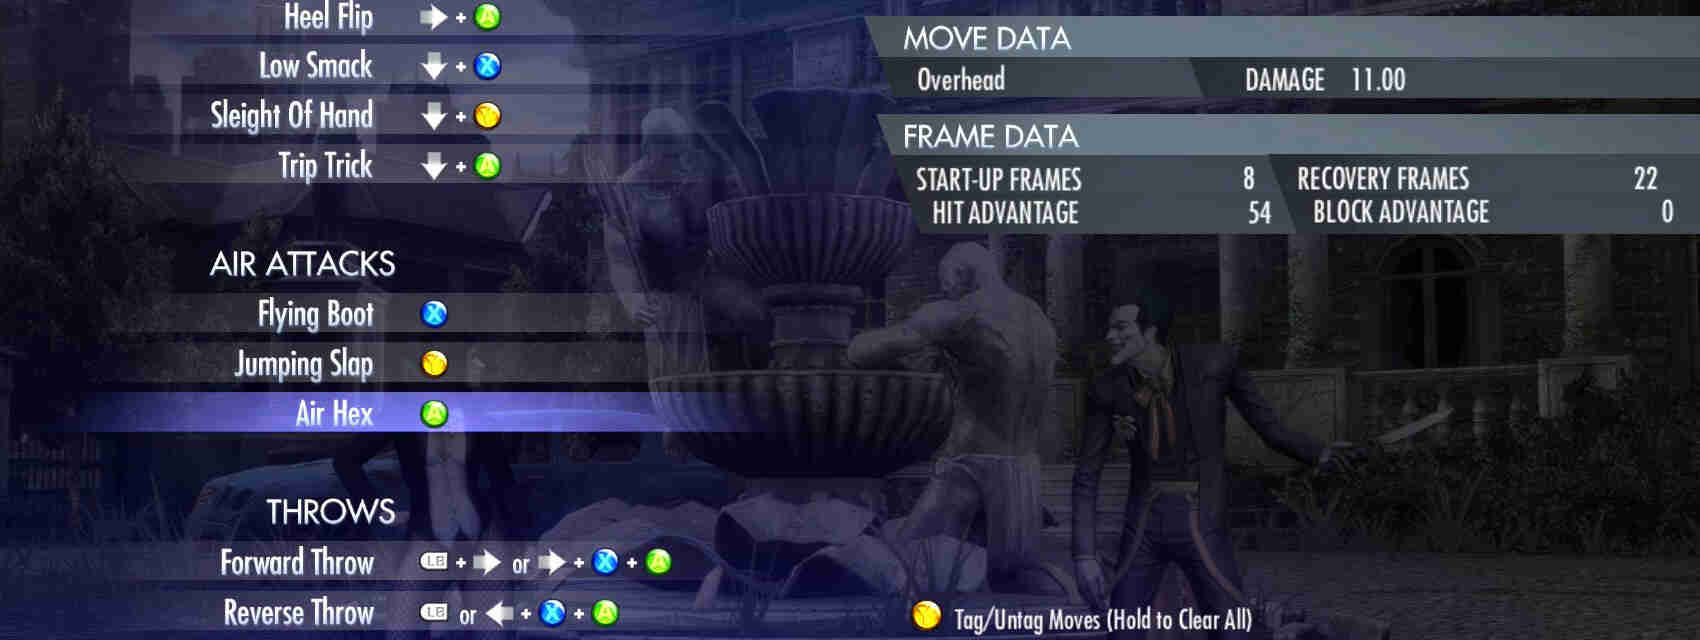 Heel Flip + A
Low Smack + X
Sleight Of Hand + Y
Trip Trick + A
AIR ATTACKS
Flying Boot X
Jumping Slap Y
Air Hex A
THROWS
Forward Throw LB + or + X + A
Reverse Throw LB or + X + A
MOVE DATA
Overhead DAMAGE 11.00
FRAME DATA
START-UP FRAMES 8 RECOVERY FRAMES 22
HIT ADVANTAGE 54 BLOCK ADVANTAGE 0
Y Tag/Untag Moves (Hold to Clear All)